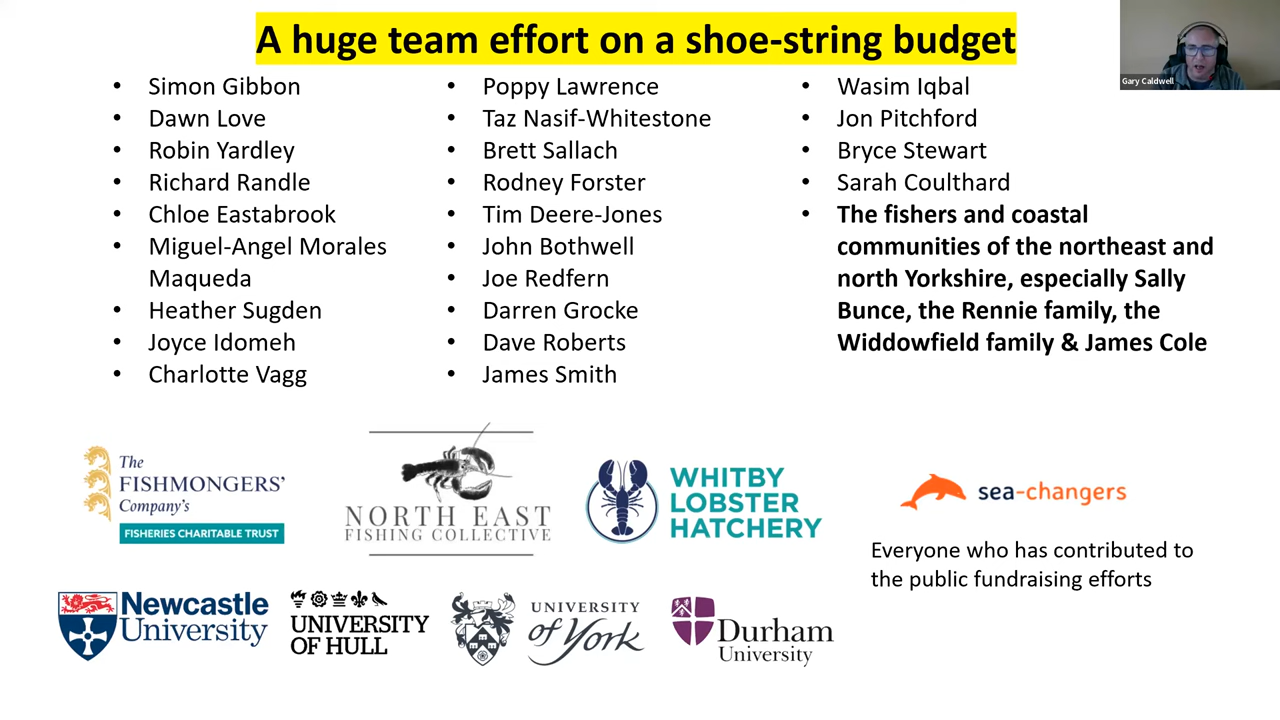 A huge team effort on a shoe-string budget
Gary Caldwell
• Simon Gibbon
• Dawn Love
• Robin Yardley
• Richard Randle
• Chloe Eastabrook
• Miguel-Angel Morales
Maqueda
• Heather Sugden
• Joyce Idomeh
• Charlotte Vagg
• Poppy Lawrence
• Taz Nasif-Whitestone
• Brett Sallach
• Rodney Forster
• Tim Deere-Jones
• John Bothwell
• Joe Redfern
• Darren Grocke
• Dave Roberts
• James Smith
• Wasim Iqbal
• Jon Pitchford
• Bryce Stewart
• Sarah Coulthard
• The fishers and coastal
communities of the northeast and
north Yorkshire, especially Sally
Bunce, the Rennie family, the
Widdowfield family & James Cole
The
FISHMONGERS'
Company's
FISHERIES CHARITABLE TRUST
NORTH EAST
FISHING COLLECTIVE
WHITBY
LOBSTER
HATCHERY
sea-changers
Everyone who has contributed to
the public fundraising efforts
Newcastle
University
UNIVERSITY
OF HULL
UNIVERSITY
of York
Durham
University